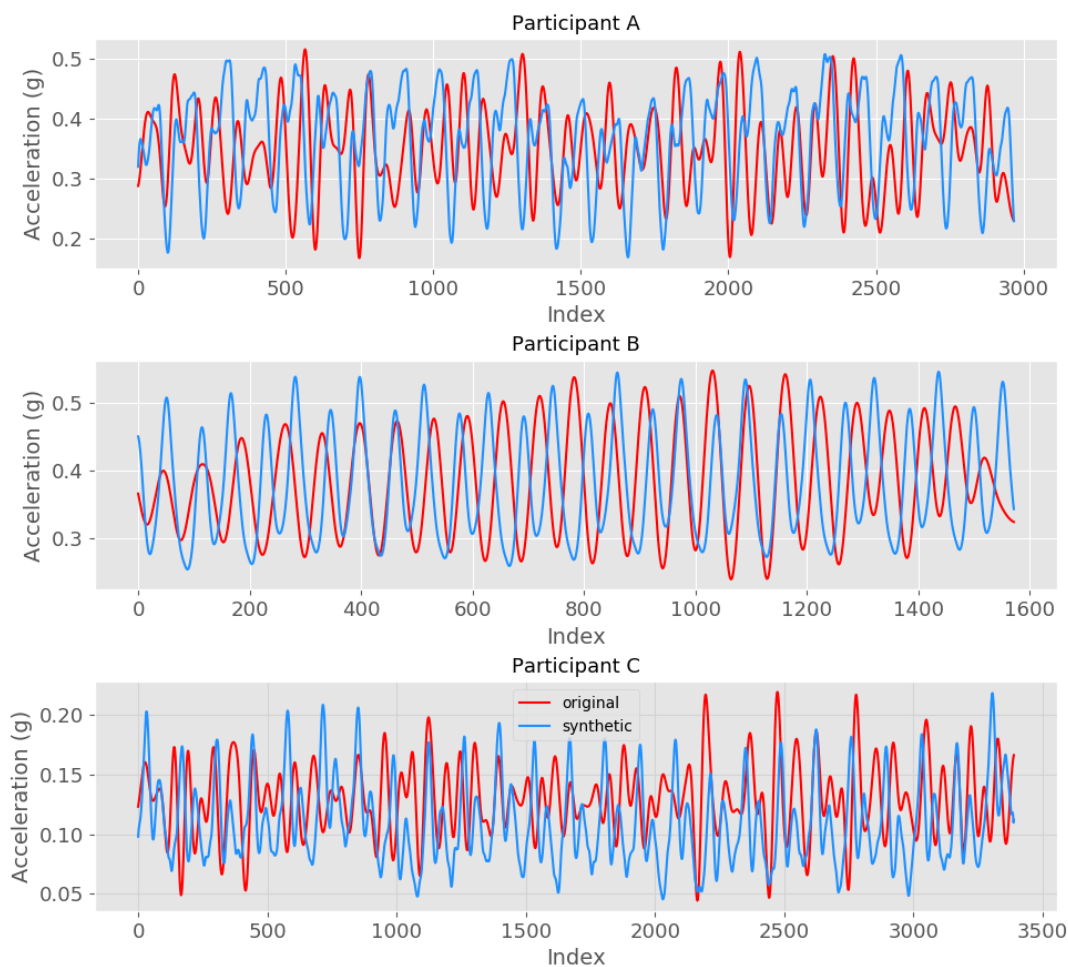 Participant A
Acceleration (g)
0.5
0.4
0.3
0.2
0 500 1000 1500 2000 2500 3000
Index
Participant B
Acceleration (g)
0.5
0.4
0.3
0 200 400 600 800 1000 1200 1400 1600
Index
Participant C
original
synthetic
Acceleration (g)
0.20
0.15
0.10
0.05
0 500 1000 1500 2000 2500 3000 3500
Index